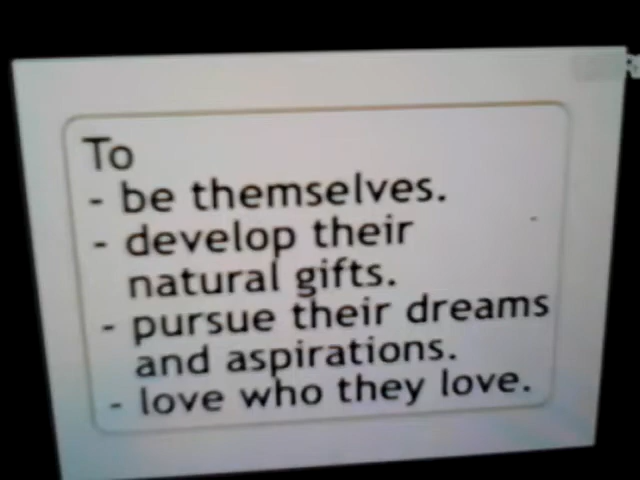 To
- be themselves.
- develop their
natural gifts.
- pursue their dreams
and aspirations.
- love who they love.